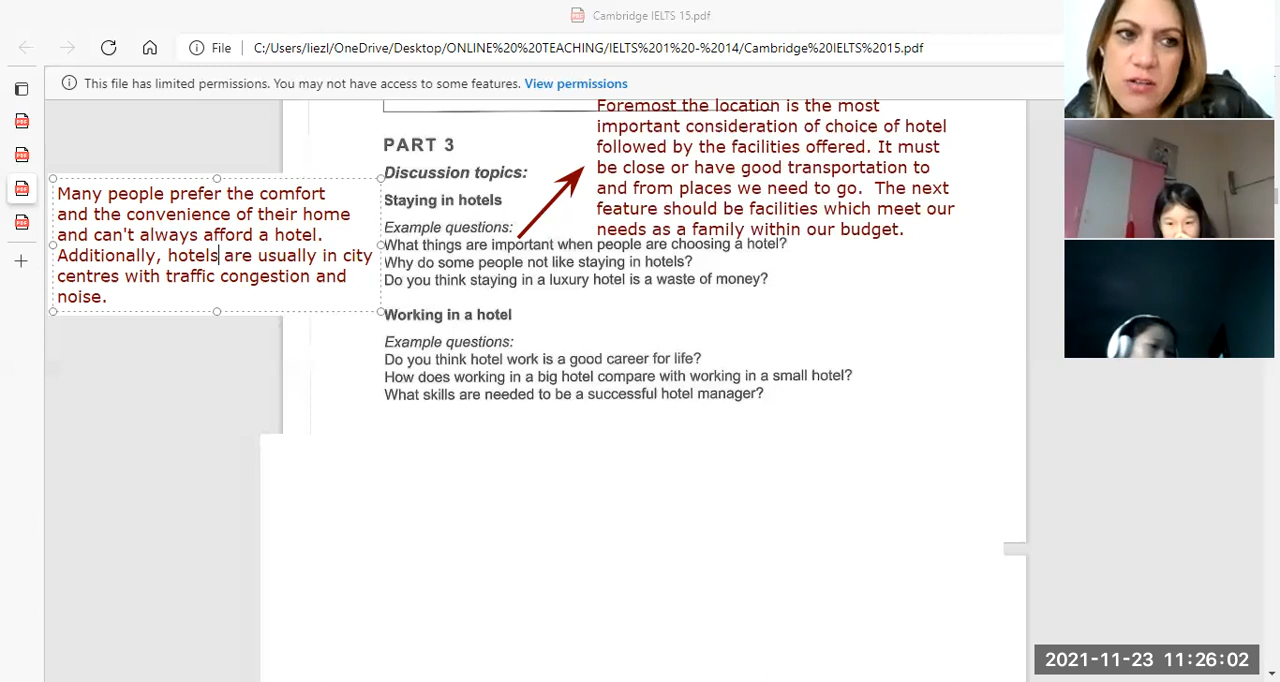 Cambridge IELTS 15.pdf
File
C:/Users/liezl/OneDrive/Desktop/ONLINE%20%20TEACHING/IELTS%201%20-%2014/Cambridge%20IELTS%2015.pdf
This file has limited permissions. You may not have access to some features. View permissions
Foremost the location is the most
important consideration of choice of hotel
followed by the facilities offered. It must
be close or have good transportation to
and from places we need to go.  The next
feature should be facilities which meet our
needs as a family within our budget.
PART 3
Discussion topics:
Many people prefer the comfort
and the convenience of their home
and can't always afford a hotel.
Additionally, hotels are usually in city
centres with traffic congestion and
noise.
Staying in hotels
Example questions:
What things are important when people are choosing a hotel?
Why do some people not like staying in hotels?
Do you think staying in a luxury hotel is a waste of money?
Working in a hotel
Example questions:
Do you think hotel work is a good career for life?
How does working in a big hotel compare with working in a small hotel?
What skills are needed to be a successful hotel manager?
2021-11-23 11:26:02